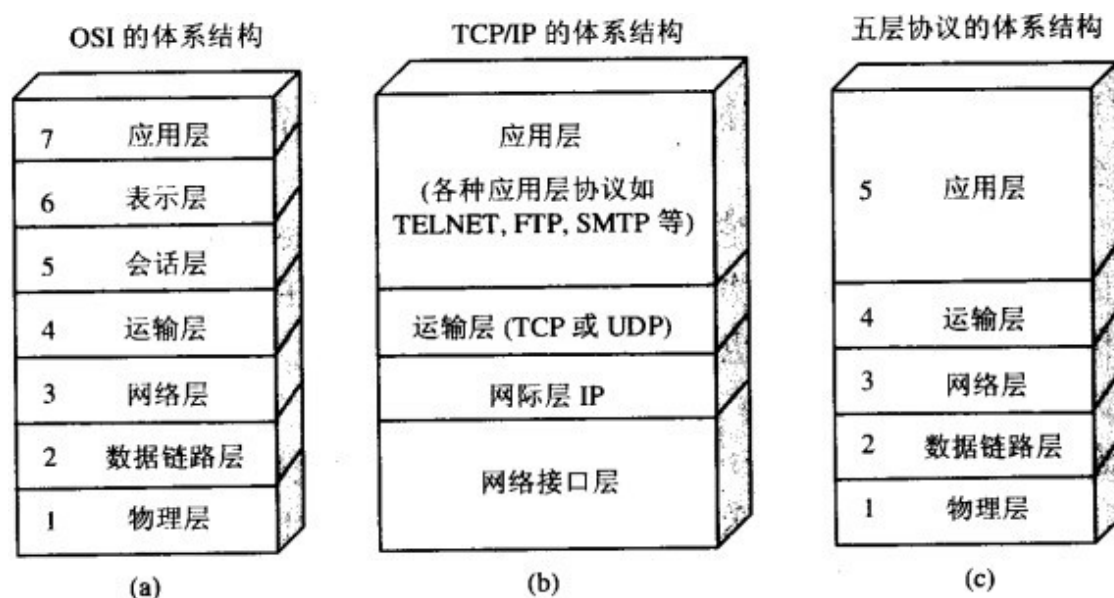 OSI 的体系结构
7 应用层
6 表示层
5 会话层
4 运输层
3 网络层
2 数据链路层
1 物理层
(a)
TCP/IP 的体系结构
应用层
(各种应用层协议如
TELNET, FTP, SMTP 等)
运输层 (TCP 或 UDP)
网际层 IP
网络接口层
(b)
五层协议的体系结构
5 应用层
4 运输层
3 网络层
2 数据链路层
1 物理层
(c)